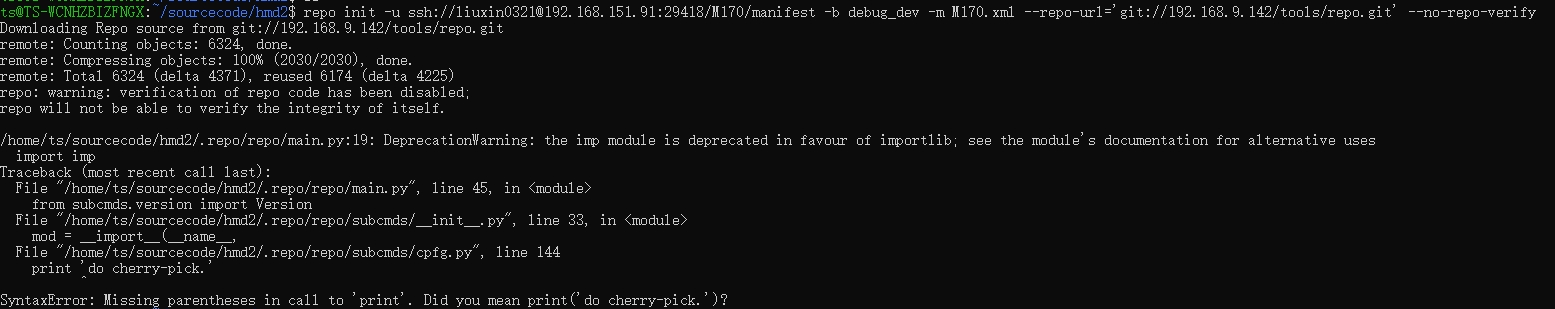 ts@TS-WCNHZBIZFNGX:~/sourcecode/hmd2$ repo init -u ssh://liuxin0321@192.168.151.91:29418/M170/manifest -b debug_dev -m M170.xml --repo-url='git://192.168.9.142/tools/repo.git' --no-repo-verify
Downloading Repo source from git://192.168.9.142/tools/repo.git
remote: Counting objects: 6324, done.
remote: Compressing objects: 100% (2030/2030), done.
remote: Total 6324 (delta 4371), reused 6174 (delta 4225)
repo: warning: verification of repo code has been disabled;
repo will not be able to verify the integrity of itself.

/home/ts/sourcecode/hmd2/.repo/repo/main.py:19: DeprecationWarning: the imp module is deprecated in favour of importlib; see the module's documentation for alternative uses
  import imp
Traceback (most recent call last):
  File "/home/ts/sourcecode/hmd2/.repo/repo/main.py", line 45, in <module>
    from subcmds.version import Version
  File "/home/ts/sourcecode/hmd2/.repo/repo/subcmds/__init__.py", line 33, in <module>
    mod = __import__(__name__,
  File "/home/ts/sourcecode/hmd2/.repo/repo/subcmds/cpfg.py", line 144
    print 'do cherry-pick.'
          ^
SyntaxError: Missing parentheses in call to 'print'. Did you mean print('do cherry-pick.')?